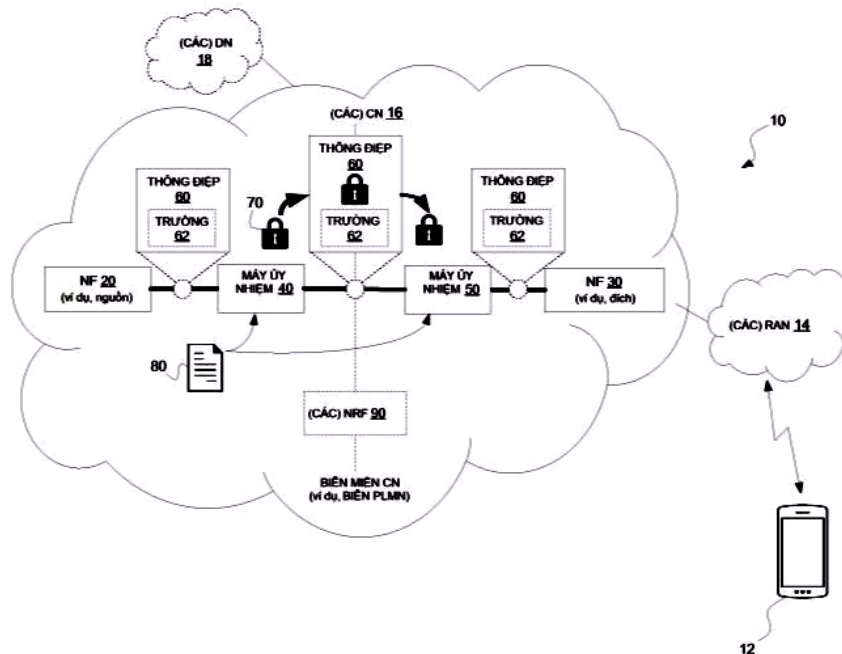 (CÁC) DN
18
(CÁC) CN 16
10
THÔNG ĐIỆP
60
TRƯỜNG
62
70
THÔNG ĐIỆP
60
TRƯỜNG
62
THÔNG ĐIỆP
60
TRƯỜNG
62
NF 20
(ví dụ, nguồn)
MÁY ỦY
NHIỆM 40
MÁY ỦY
NHIỆM 50
NF 30
(ví dụ, đích)
(CÁC) RAN 14
80
(CÁC) NRF 90
BIÊN MIỀN CN
(ví dụ, BIÊN PLMN)
12